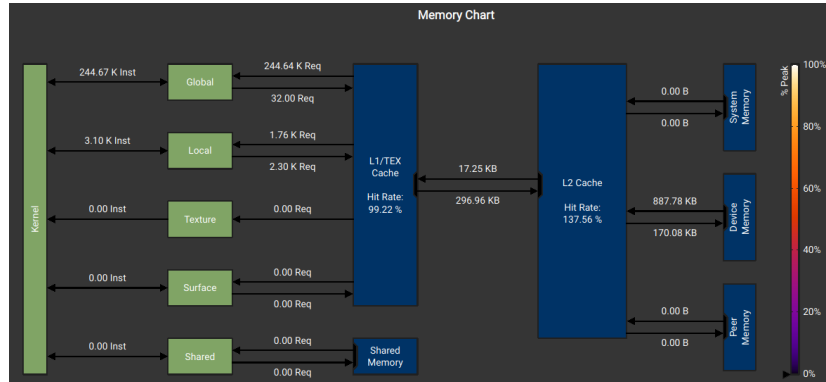 Memory Chart
244.67 K Inst
Global
244.64 K Req
32.00 Req
3.10 K Inst
Local
1.76 K Req
2.30 K Req
0.00 Inst
Texture
0.00 Req
0.00 Inst
Surface
0.00 Req
0.00 Req
0.00 Inst
Shared
0.00 Req
0.00 Req
Kernel
L1/TEX
Cache
Hit Rate:
99.22 %
Shared
Memory
17.25 KB
296.96 KB
L2 Cache
Hit Rate:
137.56 %
0.00 B
0.00 B
System
Memory
887.78 KB
170.08 KB
Device
Memory
0.00 B
0.00 B
Peer
Memory
% Peak
100%
80%
60%
40%
20%
0%